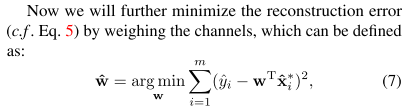 Now we will further minimize the reconstruction error
(c.f. Eq. 5) by weighing the channels, which can be defined
as:
ŵ = arg min_w ∑_{i=1}^{m} (ŷ_i − w^T x̂_i^*)^2, (7)